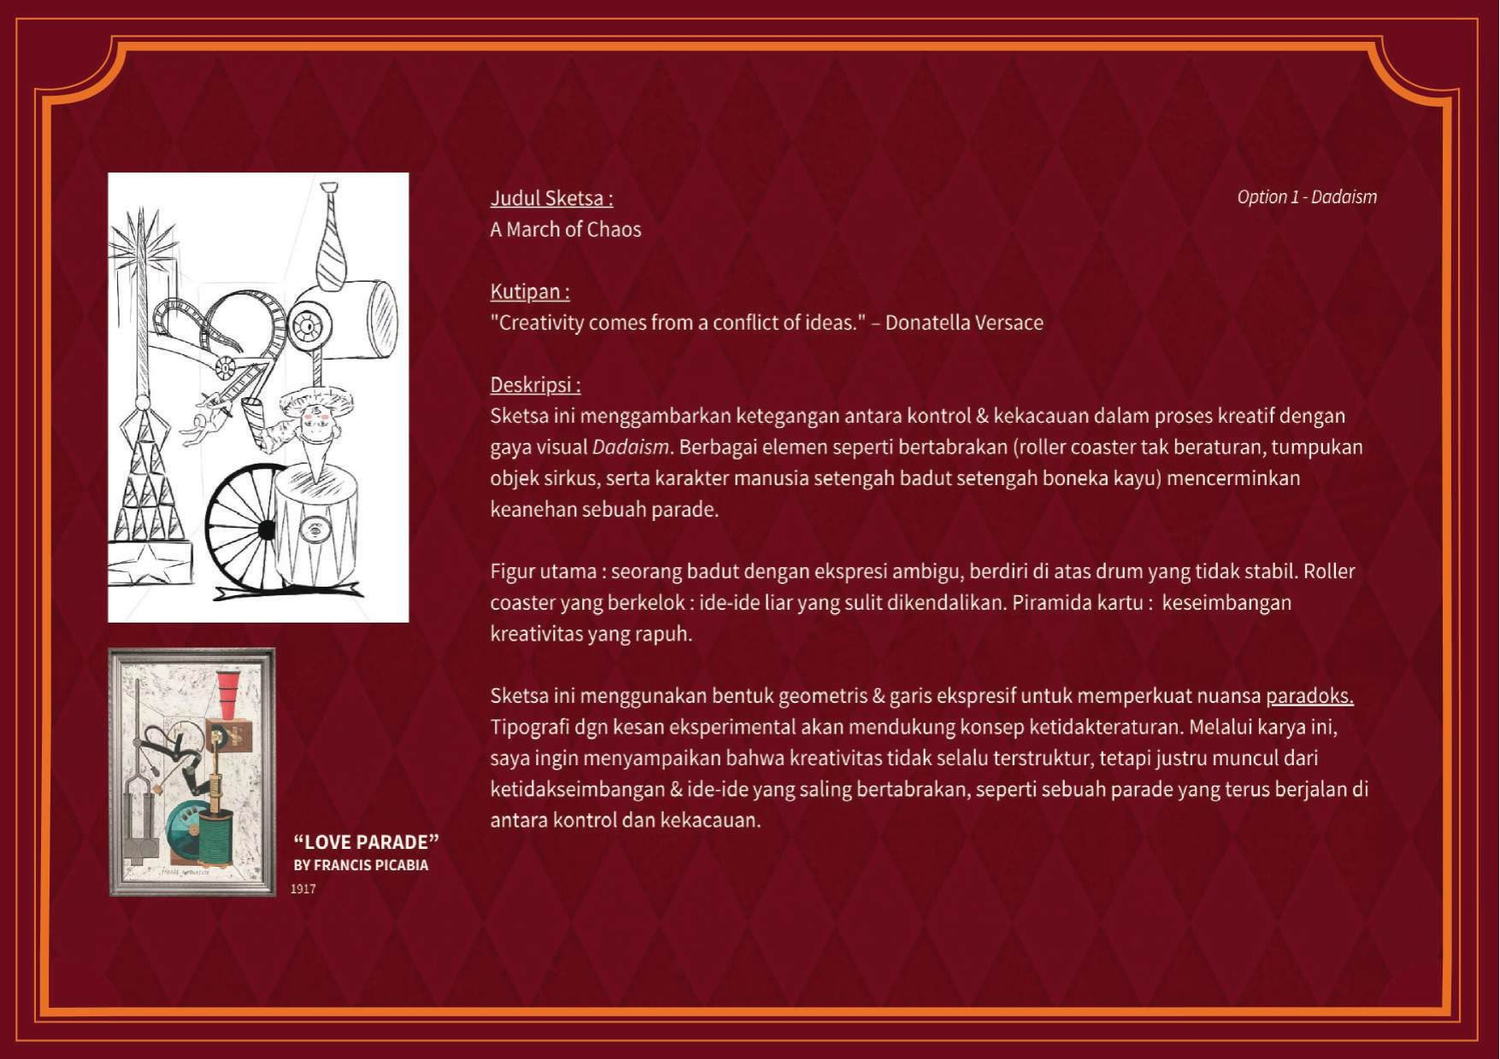 Option 1 - Dadaism
Judul Sketsa :
A March of Chaos
Kutipan :
"Creativity comes from a conflict of ideas." – Donatella Versace
Deskripsi :
Sketsa ini menggambarkan ketegangan antara kontrol & kekacauan dalam proses kreatif dengan
gaya visual Dadaism. Berbagai elemen seperti bertabrakan (roller coaster tak beraturan, tumpukan
objek sirkus, serta karakter manusia setengah badut setengah boneka kayu) mencerminkan
keanehan sebuah parade.
Figur utama : seorang badut dengan ekspresi ambigu, berdiri di atas drum yang tidak stabil. Roller
coaster yang berkelok : ide-ide liar yang sulit dikendalikan. Piramida kartu :  keseimbangan
kreativitas yang rapuh.
Sketsa ini menggunakan bentuk geometris & garis ekspresif untuk memperkuat nuansa paradoks.
Tipografi dgn kesan eksperimental akan mendukung konsep ketidakteraturan. Melalui karya ini,
saya ingin menyampaikan bahwa kreativitas tidak selalu terstruktur, tetapi justru muncul dari
ketidakseimbangan & ide-ide yang saling bertabrakan, seperti sebuah parade yang terus berjalan di
antara kontrol dan kekacauan.
“LOVE PARADE”
BY FRANCIS PICABIA
1917